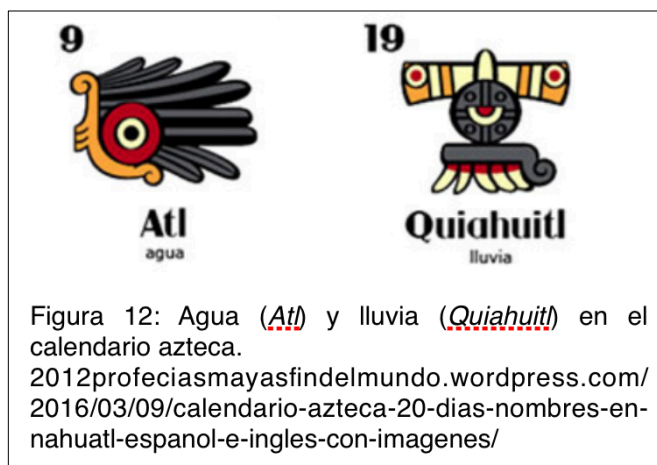 9
19
Atl
agua
Quiahuitl
lluvia
Figura 12: Agua (Atl) y lluvia (Quiahuitl) en el
calendario azteca.
2012profeciasmayasfindelmundo.wordpress.com/
2016/03/09/calendario-azteca-20-dias-nombres-en-
nahuatl-espanol-e-ingles-con-imagenes/